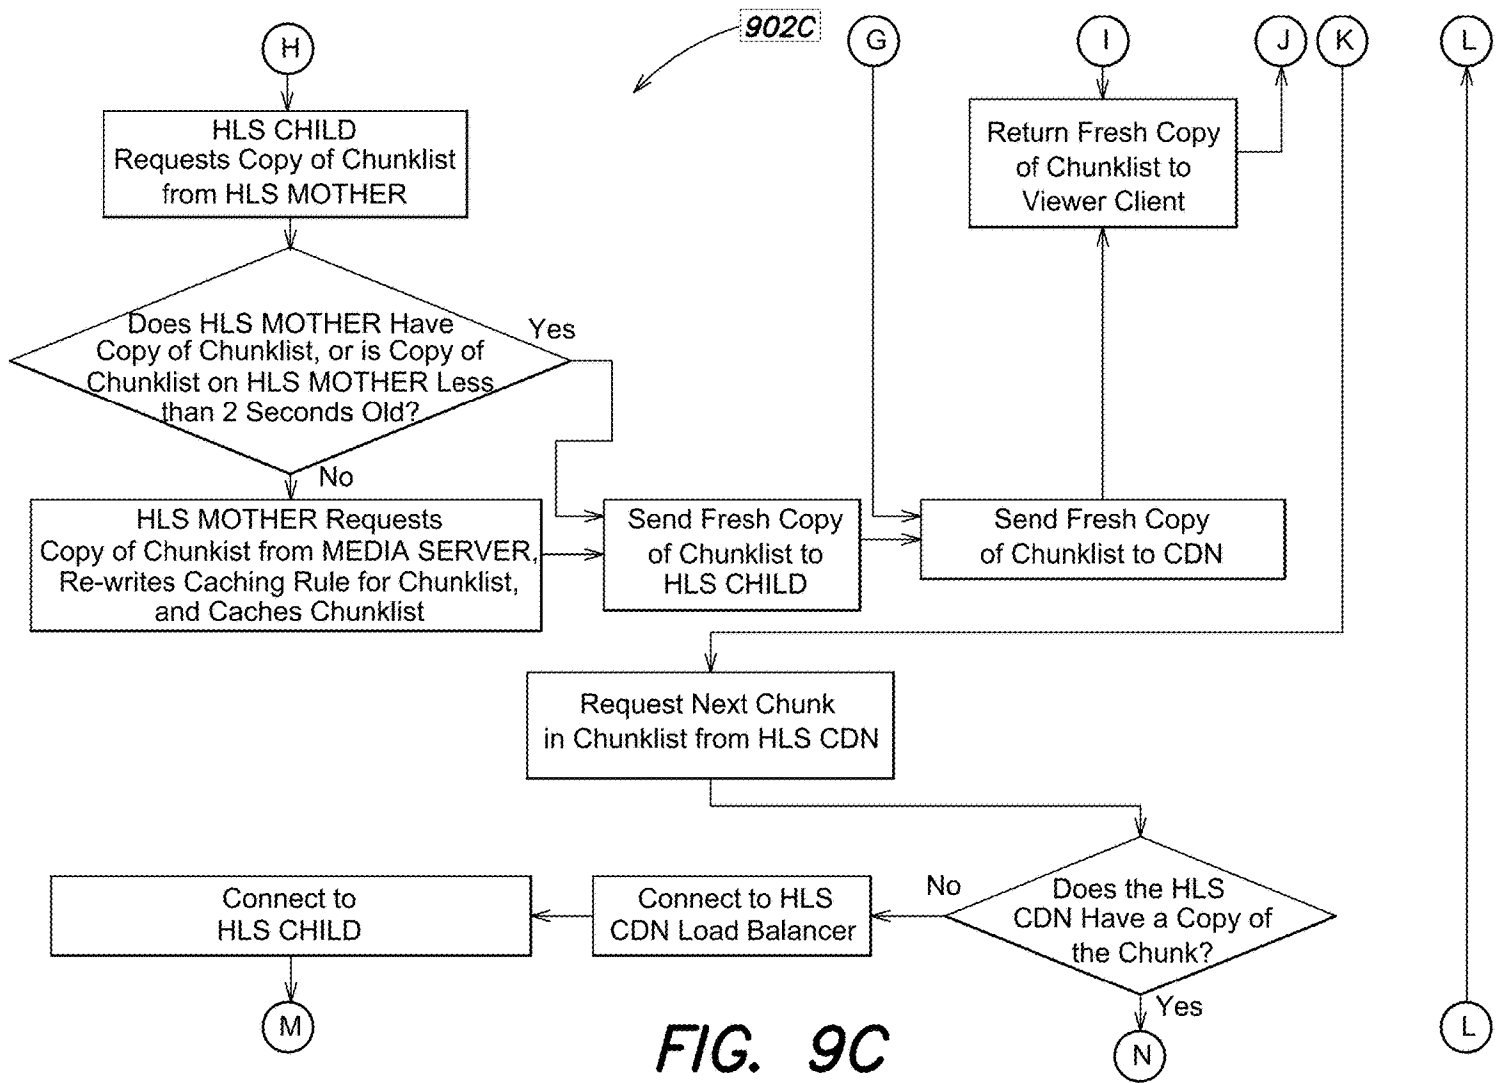 902C
H
G
I
J
K
L
HLS CHILD
Requests Copy of Chunklist
from HLS MOTHER
Return Fresh Copy
of Chunklist to
Viewer Client
Does HLS MOTHER Have
Copy of Chunklist, or is Copy of
Chunklist on HLS MOTHER Less
than 2 Seconds Old?
Yes
No
HLS MOTHER Requests
Copy of Chunkist from MEDIA SERVER,
Re-writes Caching Rule for Chunklist,
and Caches Chunklist
Send Fresh Copy
of Chunklist to
HLS CHILD
Send Fresh Copy
of Chunklist to CDN
Request Next Chunk
in Chunklist from HLS CDN
Does the HLS
CDN Have a Copy of
the Chunk?
No
Yes
Connect to HLS
CDN Load Balancer
Connect to
HLS CHILD
M
N
L
FIG. 9C